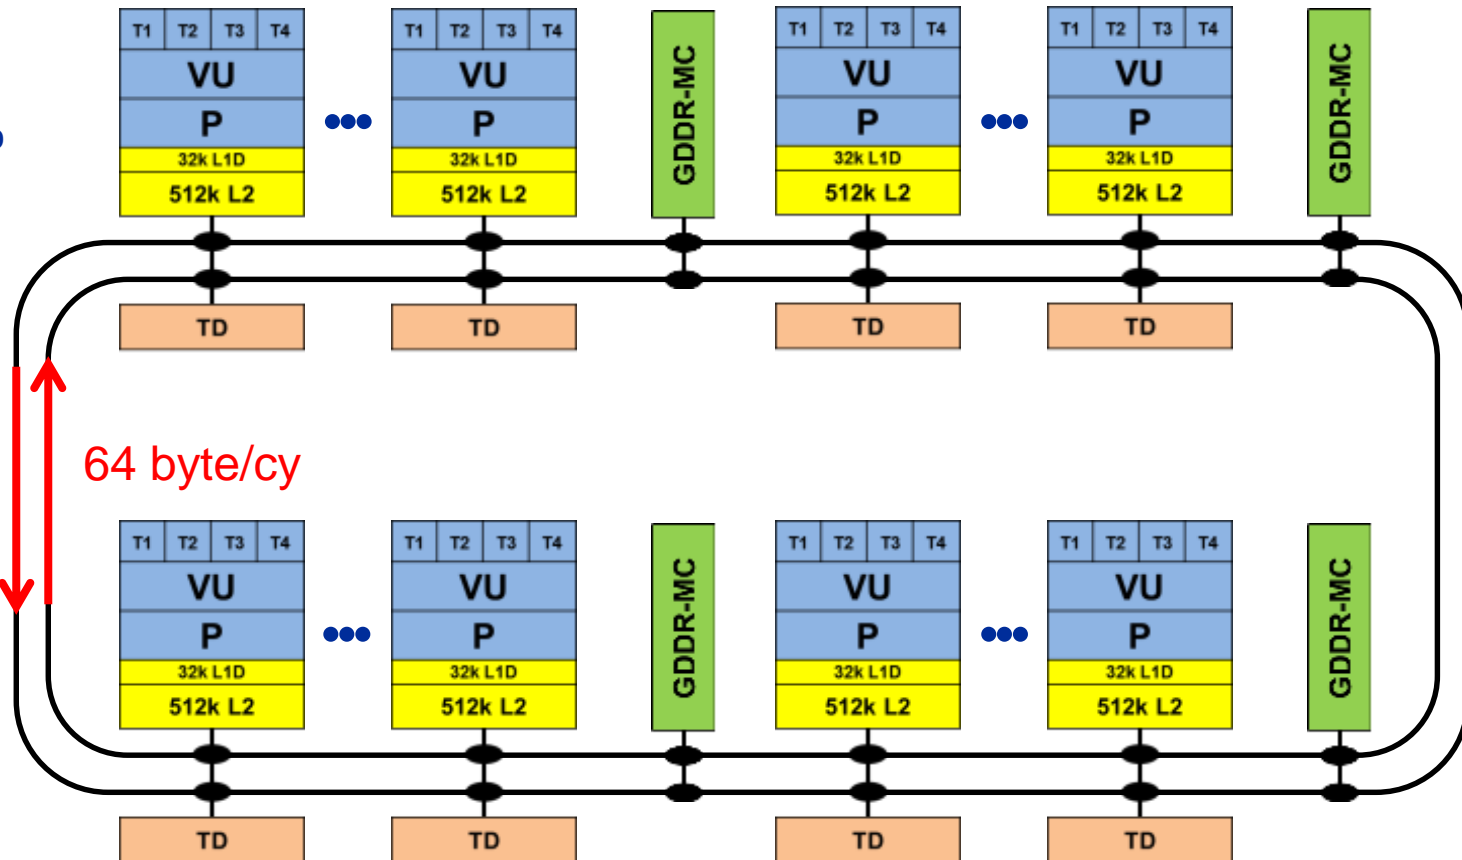 T1 T2 T3 T4
VU
P
32k L1D
512k L2
TD
T1 T2 T3 T4
VU
P
32k L1D
512k L2
TD
GDDR-MC
T1 T2 T3 T4
VU
P
32k L1D
512k L2
TD
T1 T2 T3 T4
VU
P
32k L1D
512k L2
TD
GDDR-MC
64 byte/cy
T1 T2 T3 T4
VU
P
32k L1D
512k L2
TD
T1 T2 T3 T4
VU
P
32k L1D
512k L2
TD
GDDR-MC
T1 T2 T3 T4
VU
P
32k L1D
512k L2
TD
T1 T2 T3 T4
VU
P
32k L1D
512k L2
TD
GDDR-MC